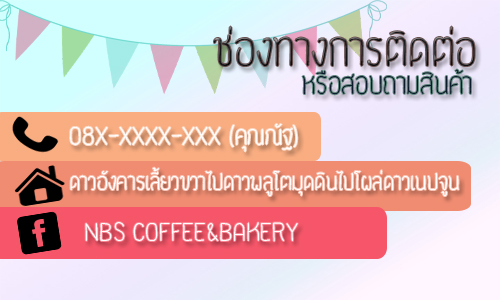 ช่องทางการติดต่อ
หรือสอบถามสินค้า
08X-XXXX-XXX (คุณณัฐ)
ดาวอังคารเลี้ยวขวาไปดาวพลูโตมุดดินไปโผล่ดาวเนปจูน
NBS COFFEE&BAKERY